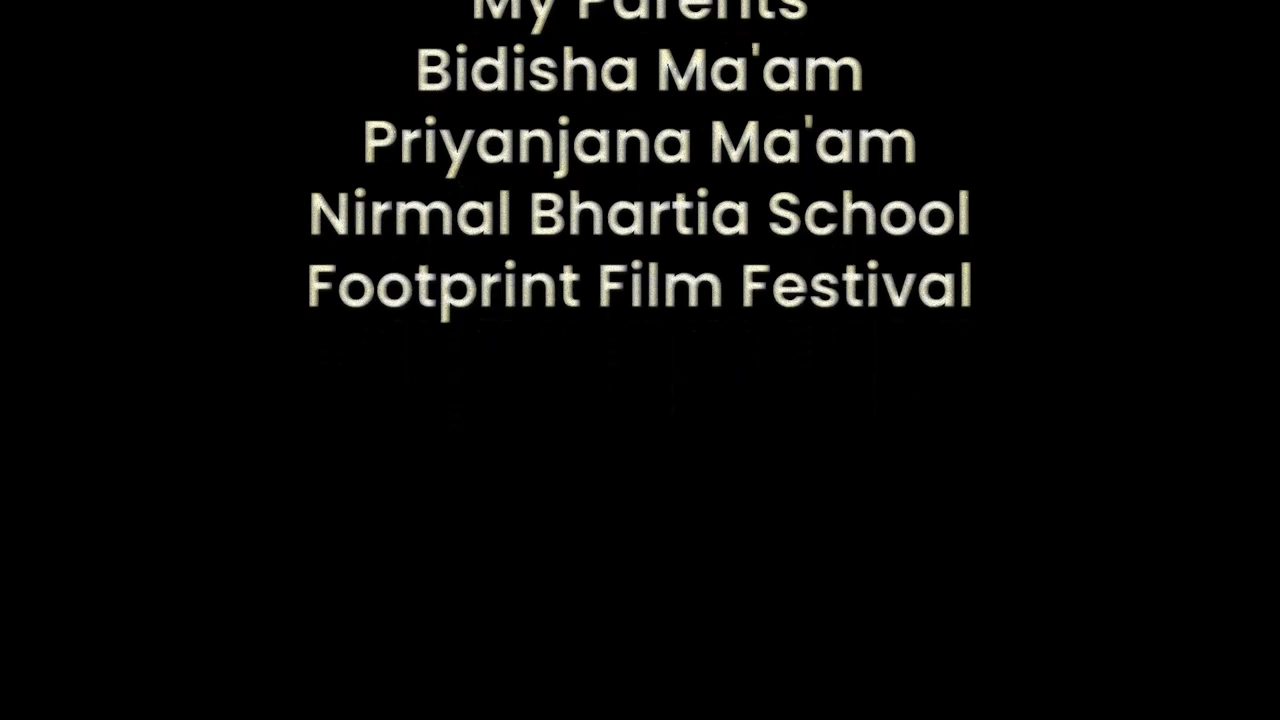 My Parents
Bidisha Ma'am
Priyanjana Ma'am
Nirmal Bhartia School
Footprint Film Festival